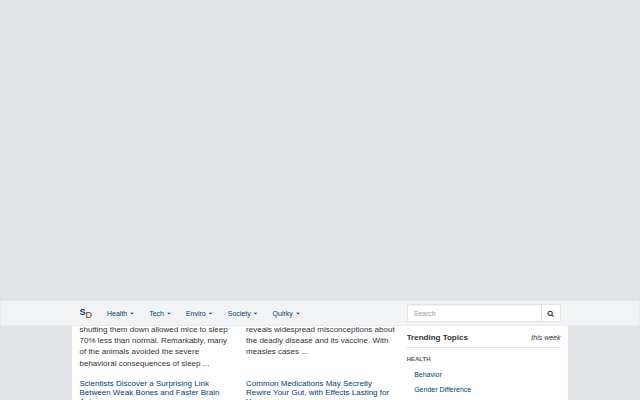 SD Health Tech Enviro Society Quirky Search
shutting them down allowed mice to sleep
70% less than normal. Remarkably, many
of the animals avoided the severe
behavioral consequences of sleep ...
Scientists Discover a Surprising Link
Between Weak Bones and Faster Brain
reveals widespread misconceptions about
the deadly disease and its vaccine. With
measles cases ...
Common Medications May Secretly
Rewire Your Gut, with Effects Lasting for
Trending Topics this week
HEALTH
Behavior
Gender Difference